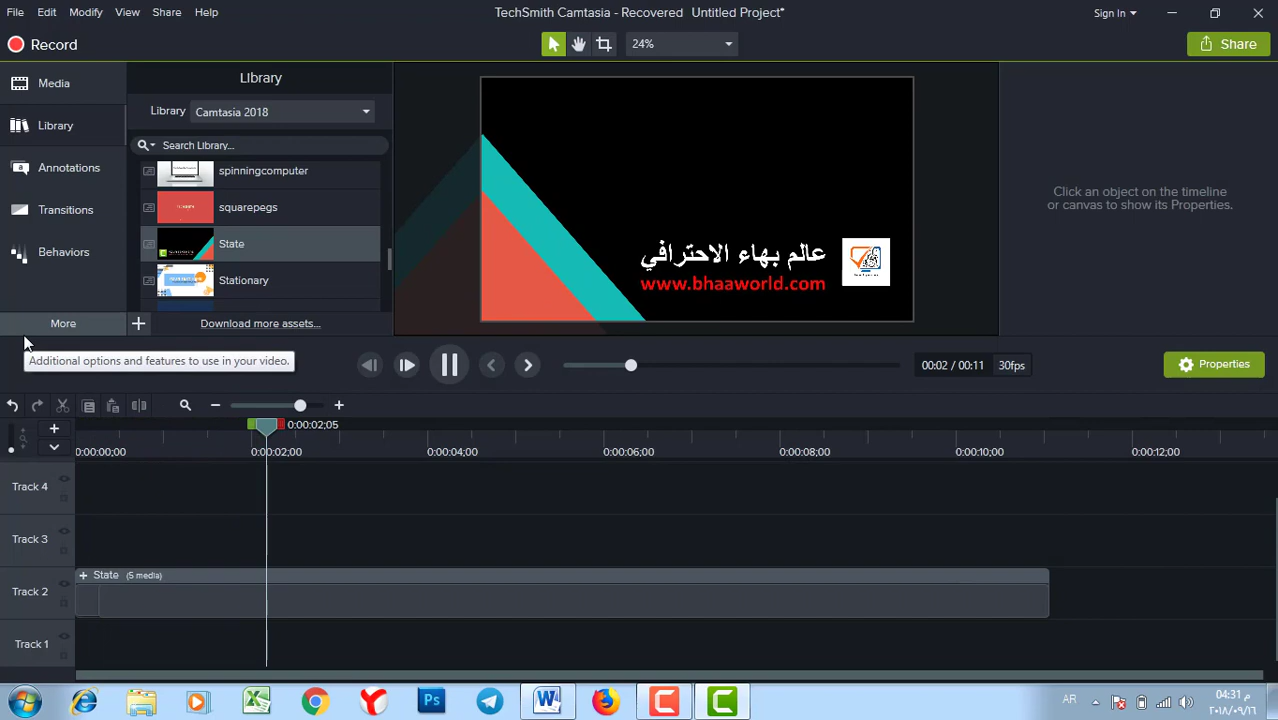 File Edit Modify View Share Help
TechSmith Camtasia - Recovered Untitled Project*
Sign In
Record
24%
Share
Media
Library
Annotations
Transitions
Behaviors
More
Library
Library Camtasia 2018
Search Library...
spinningcomputer
squarepegs
State
Stationary
Download more assets...
عالم بهاء الاحترافي
www.bhaaworld.com
Click an object on the timeline
or canvas to show its Properties.
Additional options and features to use in your video.
00:02 / 00:11 30fps
Properties
0:00:02;05
0:00:00;00 0:00:02;00 0:00:04;00 0:00:06;00 0:00:08;00 0:00:10;00 0:00:12;00
Track 4
Track 3
State (5 media)
Track 2
Track 1
Ps
AR
04:31 م
٢٠١٨/٠٩/١٦